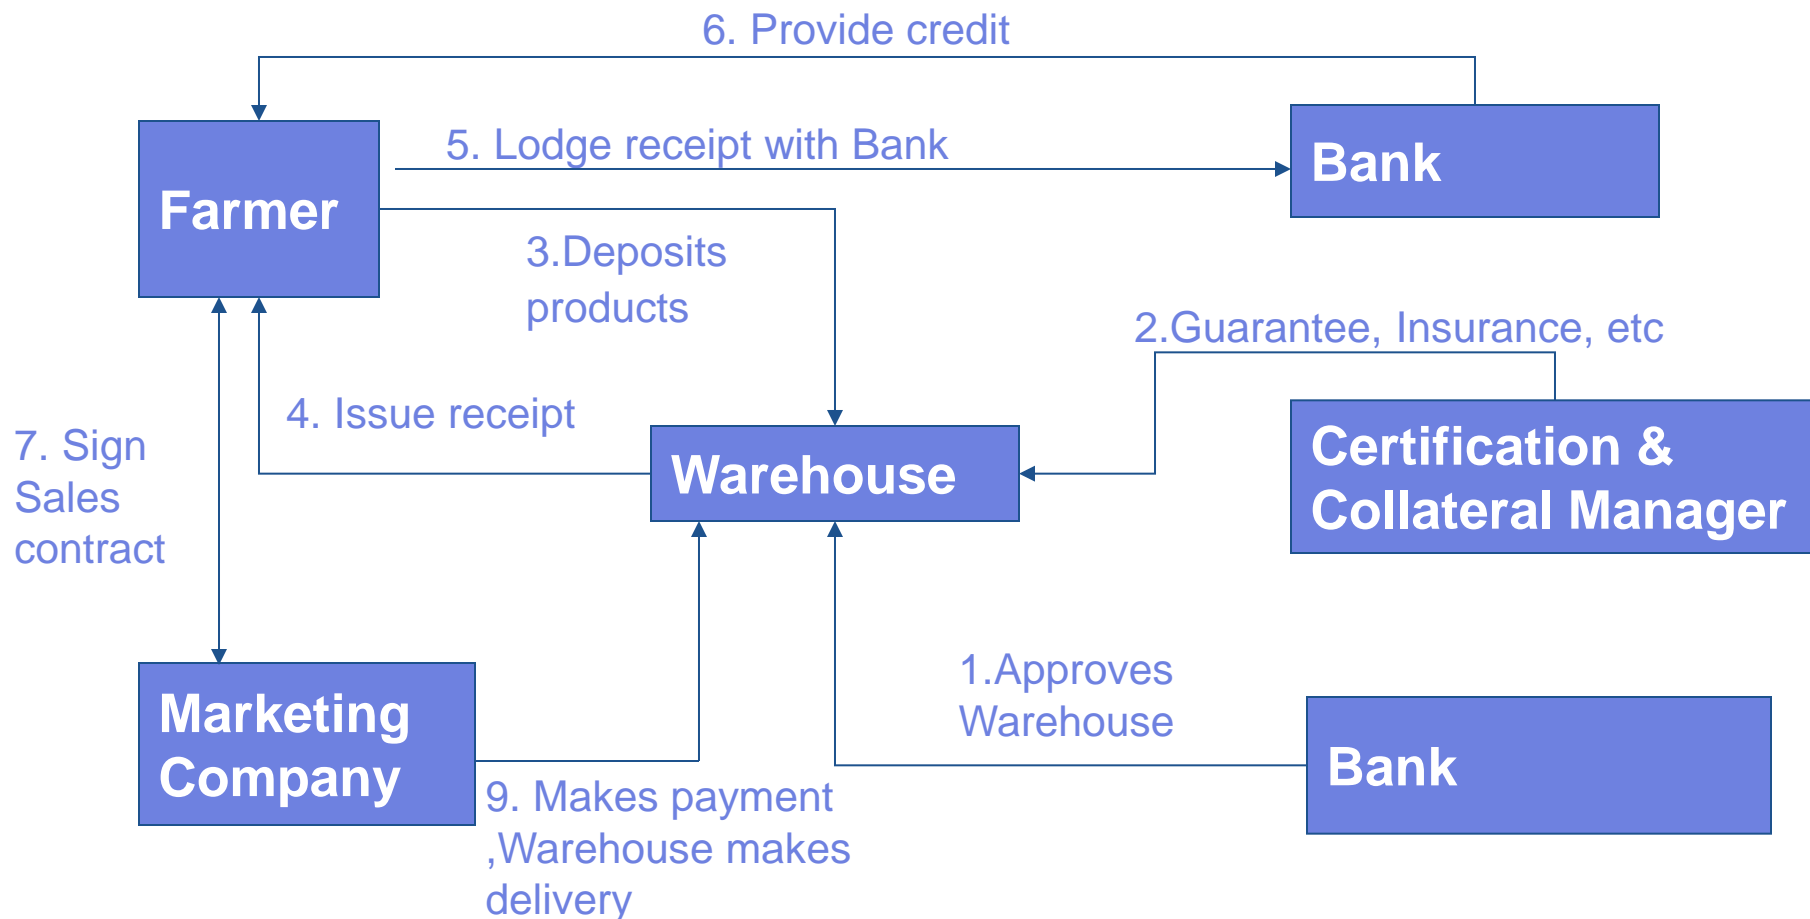 6. Provide credit
Farmer
5. Lodge receipt with Bank
Bank
3.Deposits
products
2.Guarantee, Insurance, etc
4. Issue receipt
7. Sign
Sales
contract
Warehouse
Certification &
Collateral Manager
Marketing
Company
1.Approves
Warehouse
Bank
9. Makes payment
,Warehouse makes
delivery